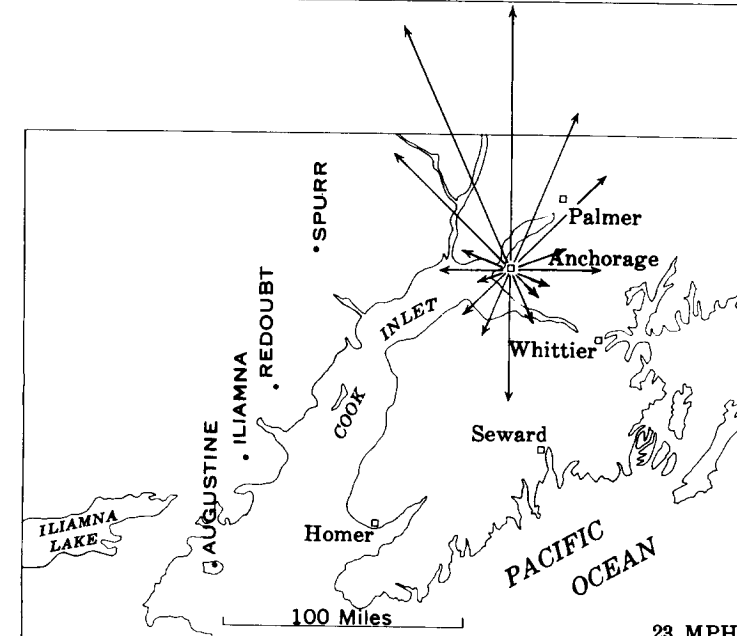 SPURR
Palmer
Anchorage
REDOUBT
INLET
Whittier
ILIAMNA
COOK
Seward
AUGUSTINE
ILIAMNA
LAKE
Homer
PACIFIC
OCEAN
100 Miles
23 MPH